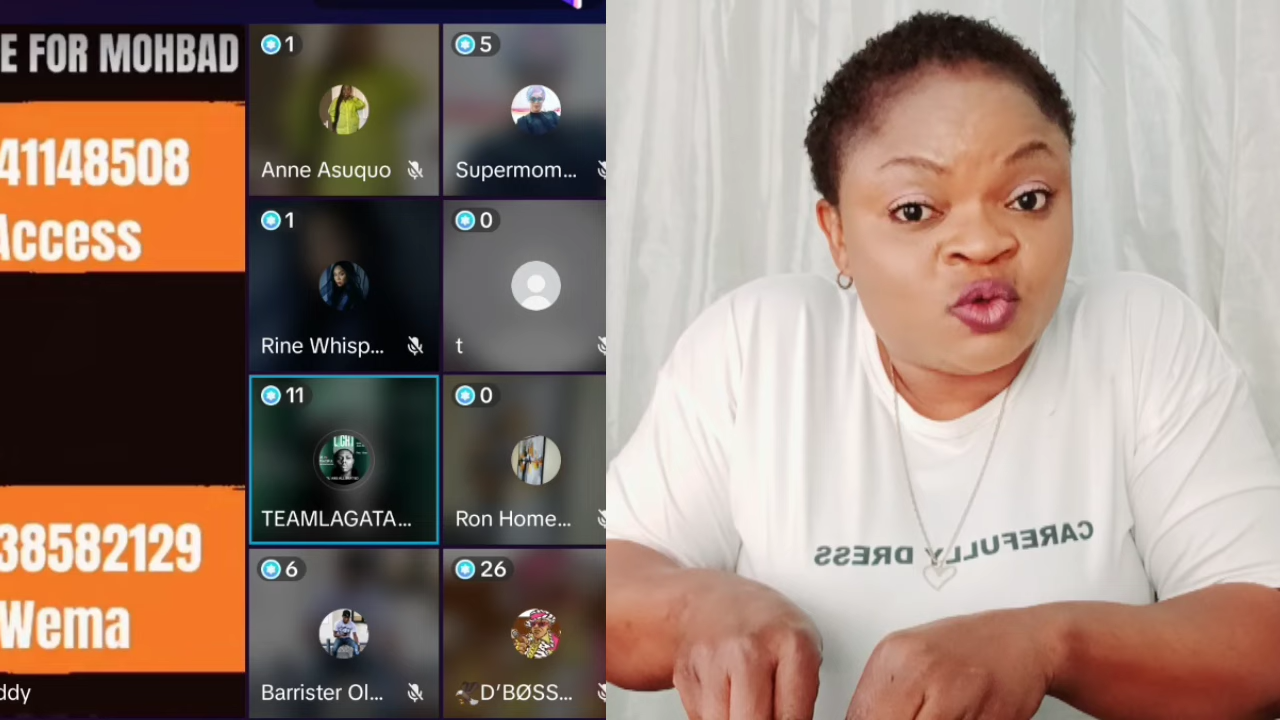 E FOR MOHBAD
41148508
Access
38582129
Wema
ddy
1
Anne Asuquo
5
Supermom...
1
Rine Whisp...
0
t
11
LIGHT
TEAMLAGATA...
0
Ron Home...
6
Barrister Ol...
26
D'BØSS...
CAREFULLY DRESS